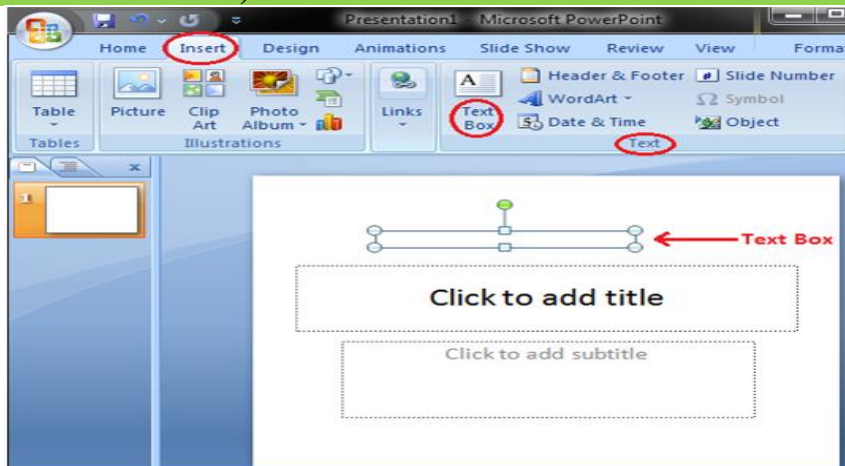 Presentation1 Microsoft PowerPoint
Home Insert Design Animations Slide Show Review View
Table
Picture
Clip Art
Photo Album
Links
Text Box
Header & Footer
WordArt
Date & Time
Slide Number
Symbol
Object
Tables Illustrations Text
1
Text Box
Click to add title
Click to add subtitle